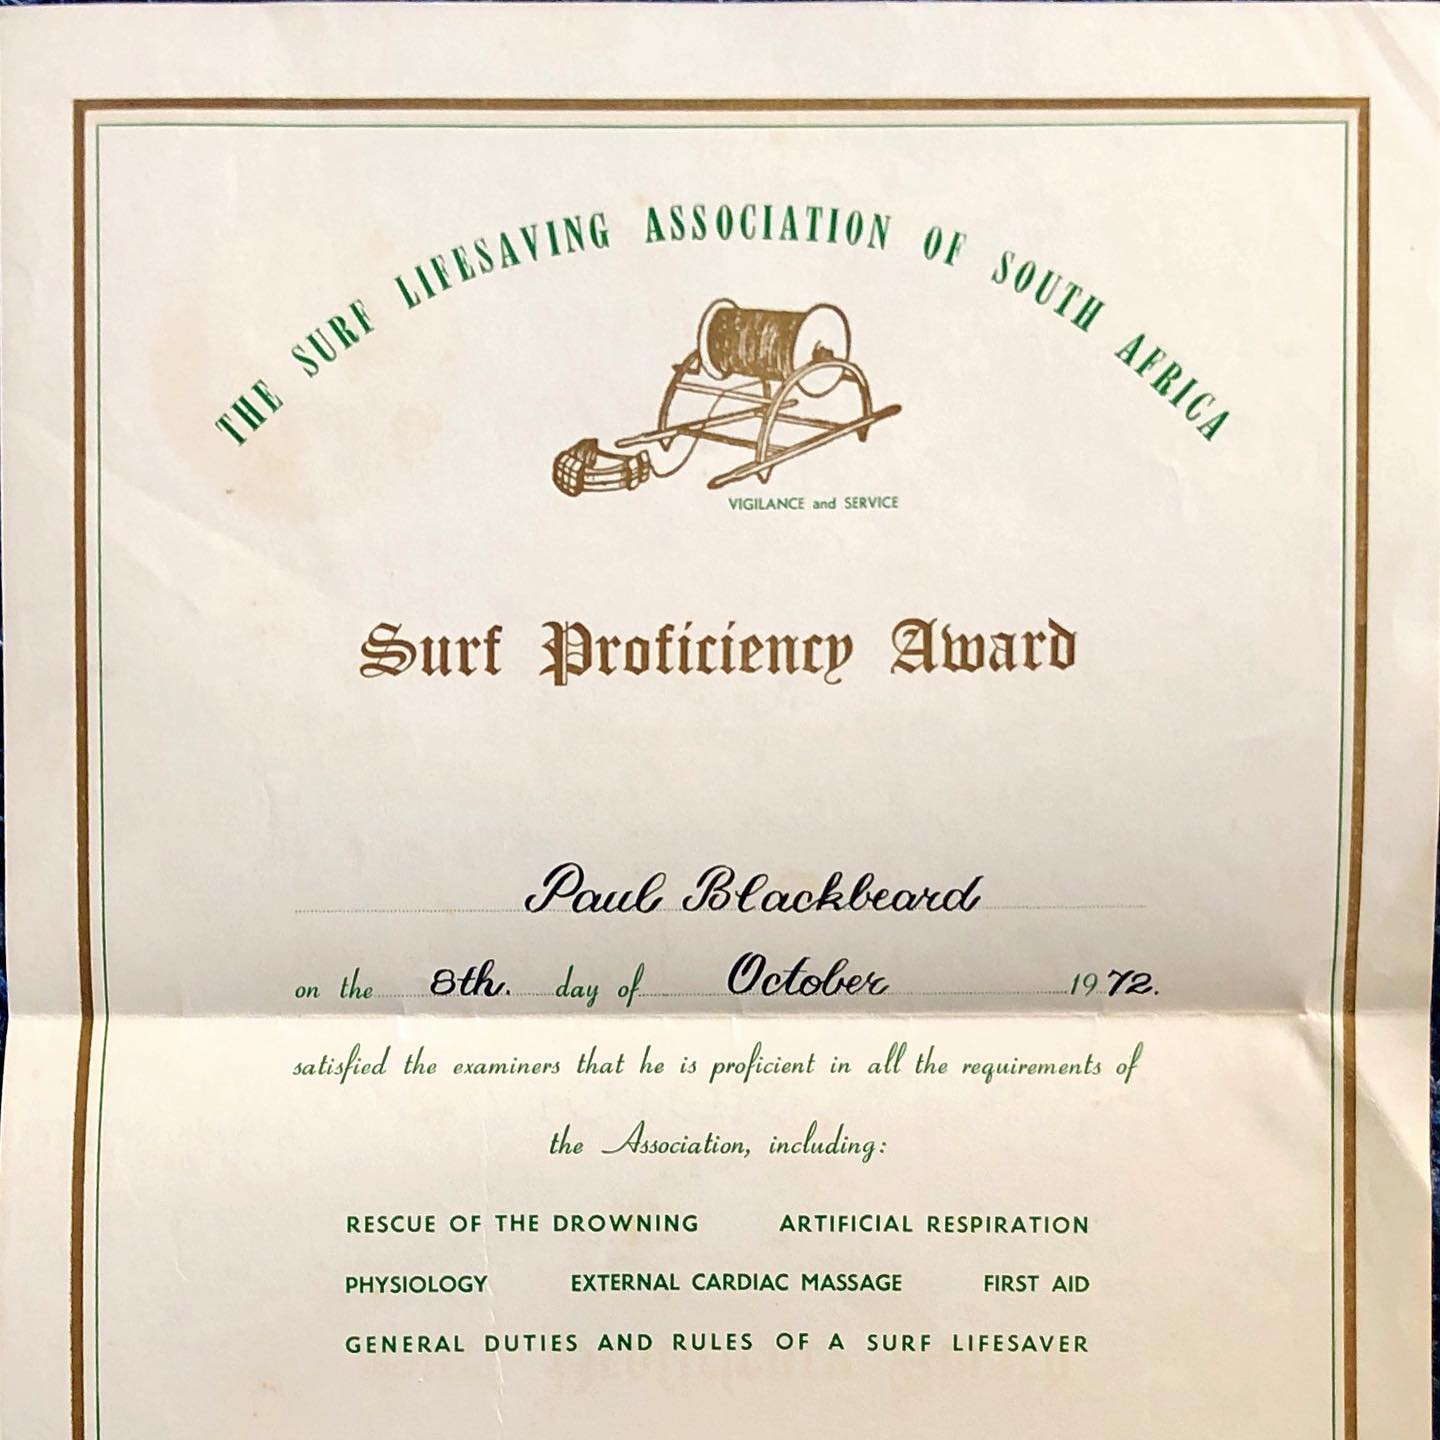 THE SURF LIFESAVING ASSOCIATION OF SOUTH AFRICA
VIGILANCE and SERVICE
Surf Proficiency Award
Paul Blackbeard
on the 8th. day of October 1972.
satisfied the examiners that he is proficient in all the requirements of
the Association, including:
RESCUE OF THE DROWNING ARTIFICIAL RESPIRATION
PHYSIOLOGY EXTERNAL CARDIAC MASSAGE FIRST AID
GENERAL DUTIES AND RULES OF A SURF LIFESAVER